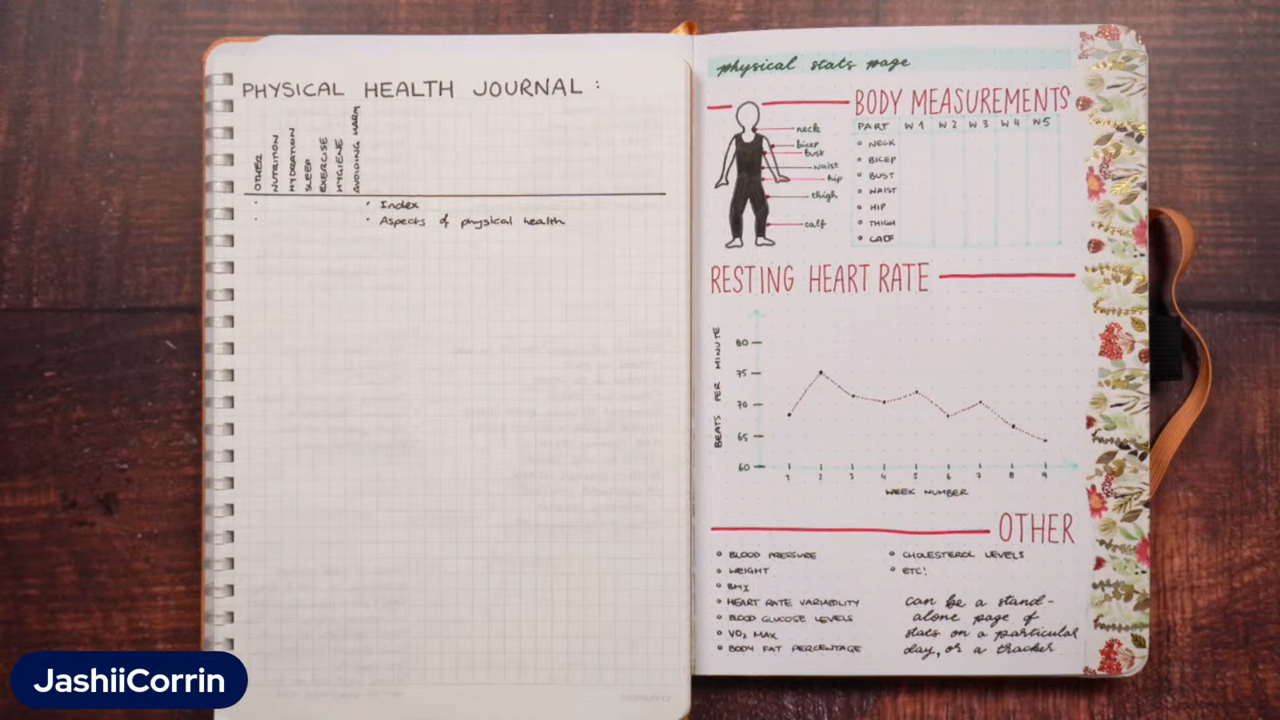 PHYSICAL HEALTH JOURNAL :
OTHER
NUTRITION
HYDRATION
SLEEP
EXERCISE
HYGIENE
AVOIDING HARM
• Index
• Aspects of physical health
physical stats page
BODY MEASUREMENTS
neck
bicep
bust
waist
hip
thigh
calf
PART W1 W2 W3 W4 W5
NECK
BICEP
BUST
WAIST
HIP
THIGH
CALF
RESTING HEART RATE
BEATS PER MINUTE
80
75
70
65
60
1 2 3 4 5 6 7 8 9
WEEK NUMBER
OTHER
BLOOD PRESSURE
WEIGHT
BMI
HEART RATE VARIABILITY
BLOOD GLUCOSE LEVELS
VO₂ MAX
BODY FAT PERCENTAGE
CHOLESTEROL LEVELS
ETC!
can be a stand-
alone page of
stats on a particular
day, or a tracker
JashiiCorrin